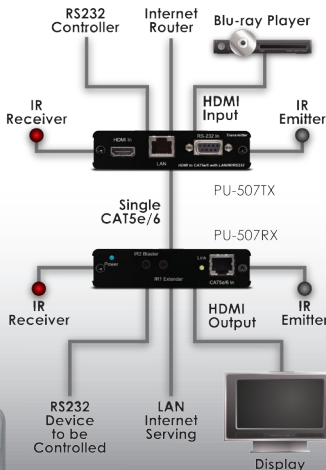 RS232
Controller
Internet
Router
Blu-ray Player
IR
Receiver
HDMI
Input
IR
Emitter
HDMI In
LAN
RS-232 In
Transmitter
HDMI to CAT5e/6 with LAN/IR/RS232
Single
CAT5e/6
PU-507TX
PU-507RX
Power
IR2 Blaster
IR1 Extender
Link
CAT5e/6 In
IR
Receiver
HDMI
Output
IR
Emitter
RS232
Device
to be
Controlled
LAN
Internet
Serving
Display